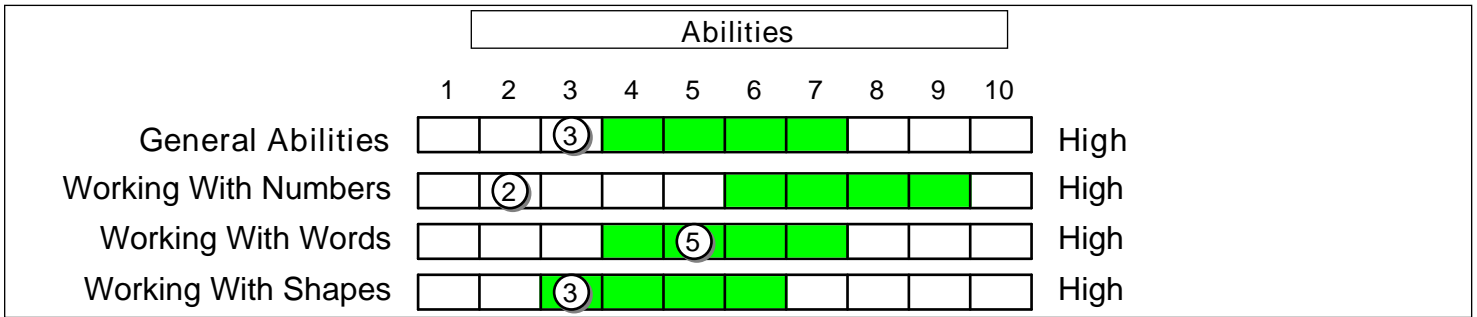 Abilities
1 2 3 4 5 6 7 8 9 10
General Abilities 3 High
Working With Numbers 2 High
Working With Words 5 High
Working With Shapes 3 High